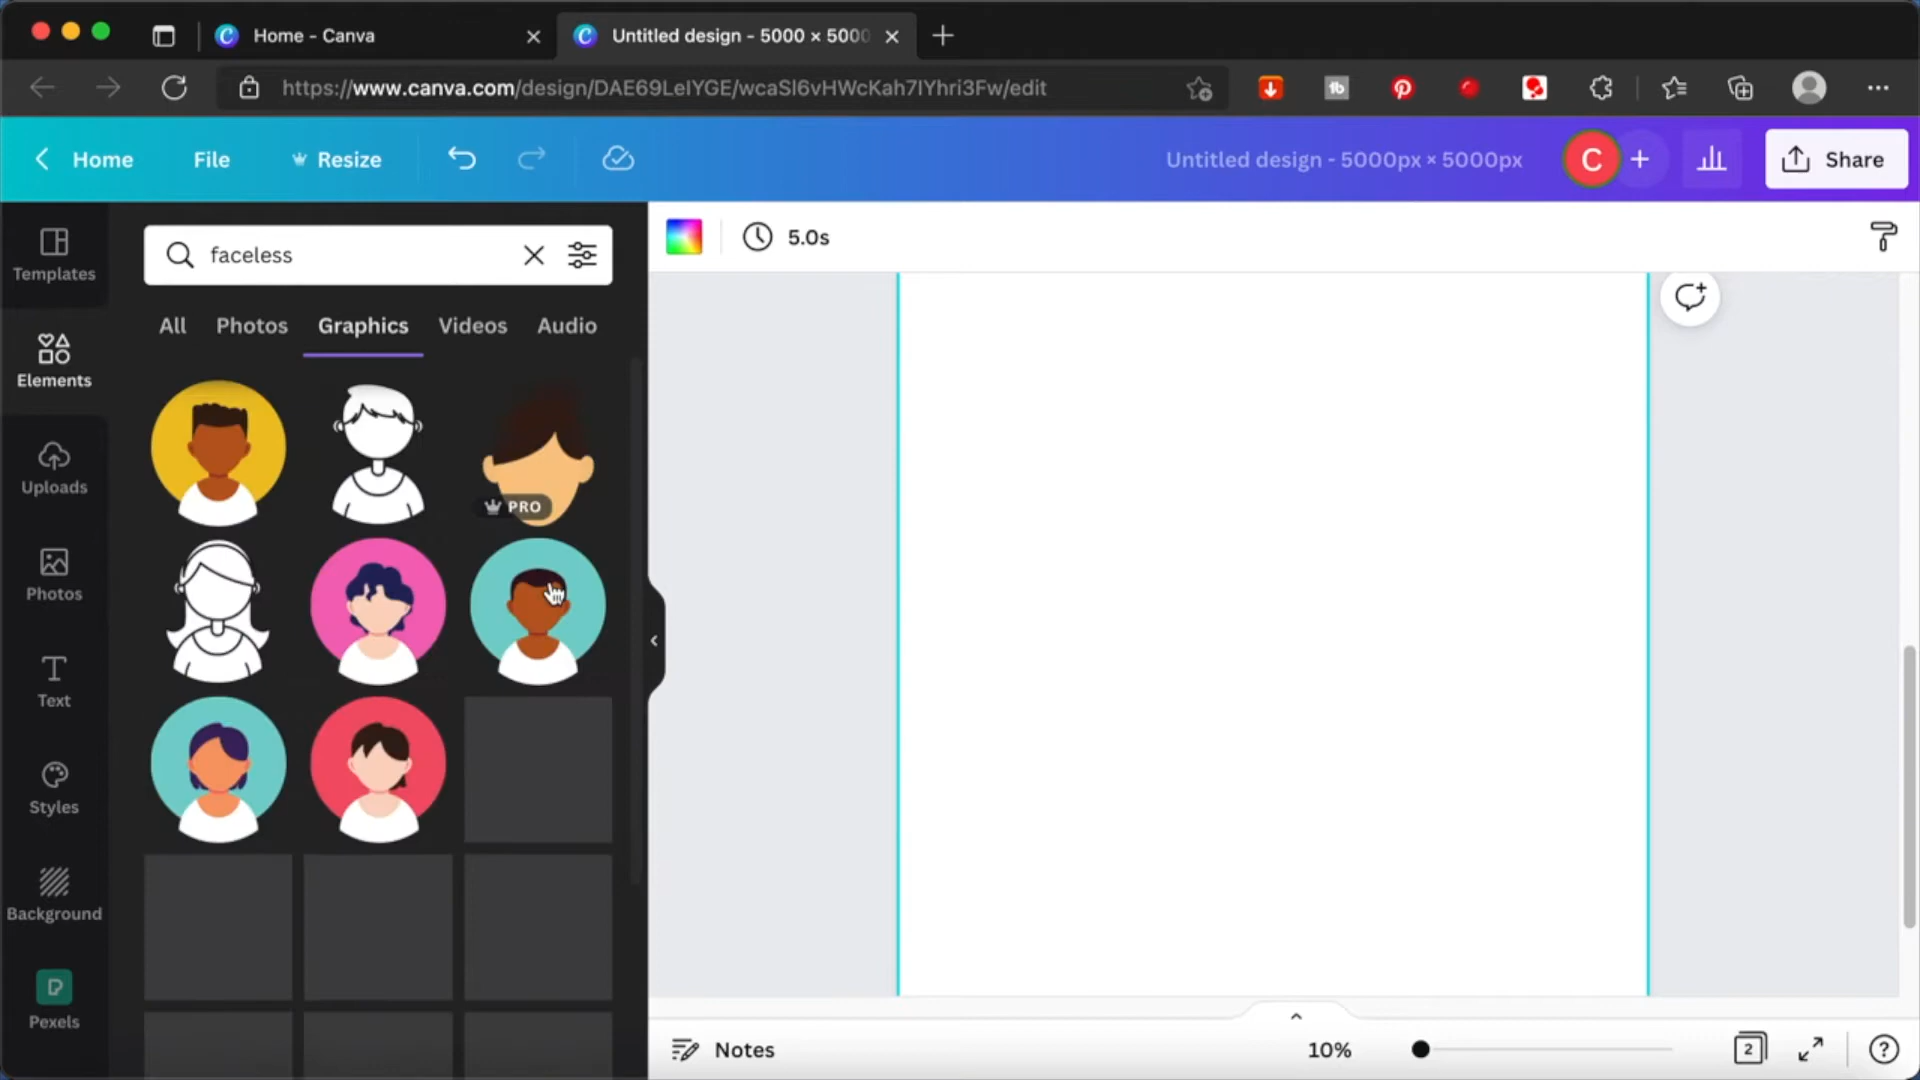 Home - Canva
Untitled design - 5000 × 5000
https://www.canva.com/design/DAE69LeIYGE/wcaSl6vHWcKah7IYhri3Fw/edit
Home
File
Resize
Untitled design - 5000px × 5000px
C
Share
Templates
Elements
Uploads
Photos
Text
Styles
Background
Pexels
faceless
All
Photos
Graphics
Videos
Audio
PRO
5.0s
Notes
10%
2